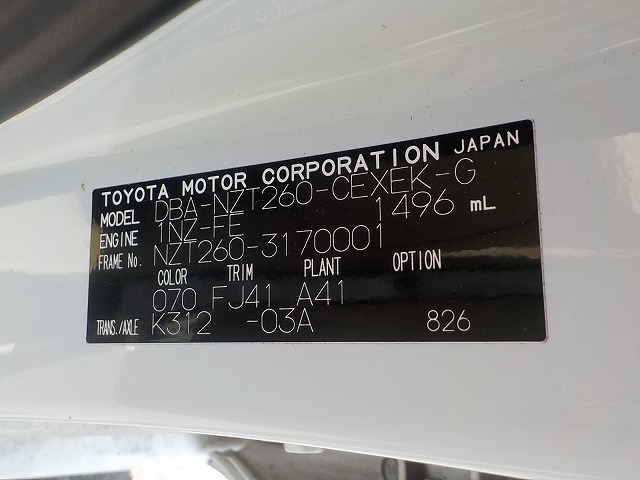 TOYOTA MOTOR CORPORATION JAPAN
MODEL DBA-NZT260-CEXEK-G
ENGINE 1NZ-FE 1496 mL
FRAME No. NZT260-3170001
COLOR TRIM PLANT OPTION
070 FJ41 A41
TRANS./AXLE K312 -03A 826